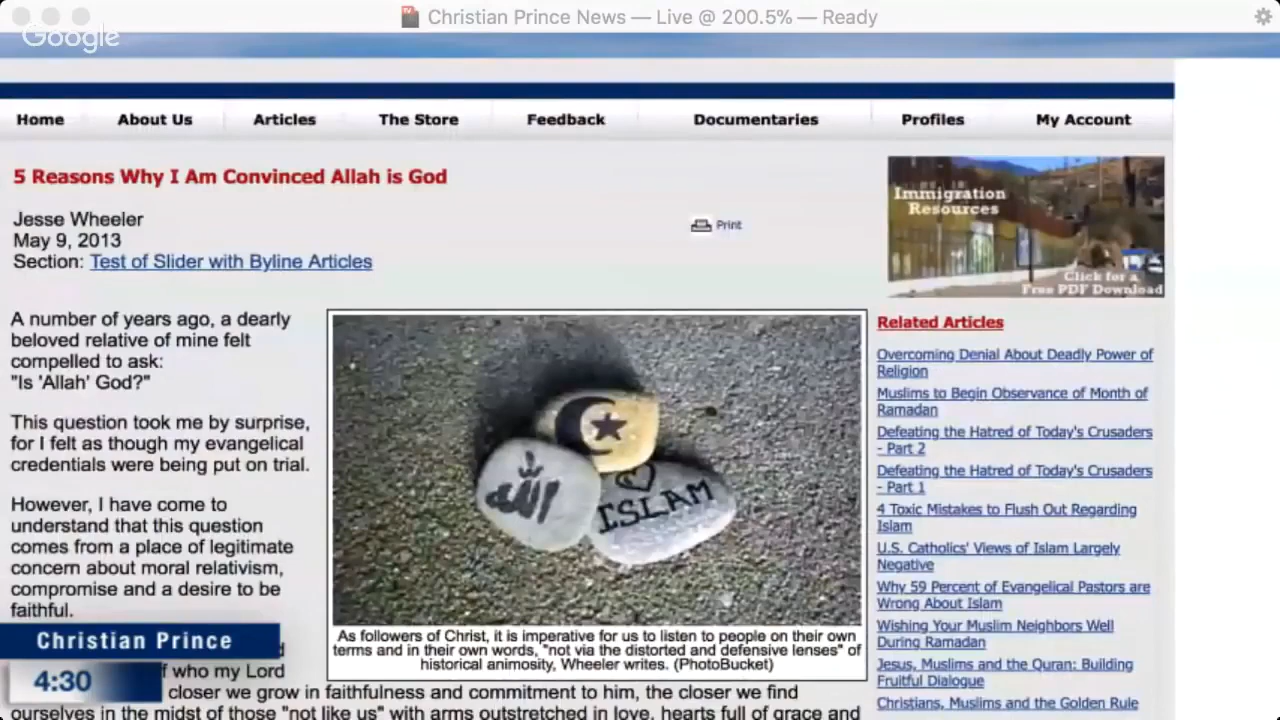 Christian Prince News — Live @ 200.5% — Ready
Google
Home About Us Articles The Store Feedback Documentaries Profiles My Account
5 Reasons Why I Am Convinced Allah is God
Jesse Wheeler
May 9, 2013
Section: Test of Slider with Byline Articles
Print
A number of years ago, a dearly
beloved relative of mine felt
compelled to ask:
"Is 'Allah' God?"
This question took me by surprise,
for I felt as though my evangelical
credentials were being put on trial.
However, I have come to
understand that this question
comes from a place of legitimate
concern about moral relativism,
compromise and a desire to be
faithful.
f who my Lord
closer we grow in faithfulness and commitment to him, the closer we find
ourselves in the midst of those "not like us" with arms outstretched in love, hearts full of grace and
الله
ISLAM
As followers of Christ, it is imperative for us to listen to people on their own
terms and in their own words, "not via the distorted and defensive lenses" of
historical animosity, Wheeler writes. (PhotoBucket)
Immigration
Resources
Click for a
Free PDF Download
Related Articles
Overcoming Denial About Deadly Power of
Religion
Muslims to Begin Observance of Month of
Ramadan
Defeating the Hatred of Today's Crusaders
- Part 2
Defeating the Hatred of Today's Crusaders
- Part 1
4 Toxic Mistakes to Flush Out Regarding
Islam
U.S. Catholics' Views of Islam Largely
Negative
Why 59 Percent of Evangelical Pastors are
Wrong About Islam
Wishing Your Muslim Neighbors Well
During Ramadan
Jesus, Muslims and the Quran: Building
Fruitful Dialogue
Christians, Muslims and the Golden Rule
Christian Prince
4:30